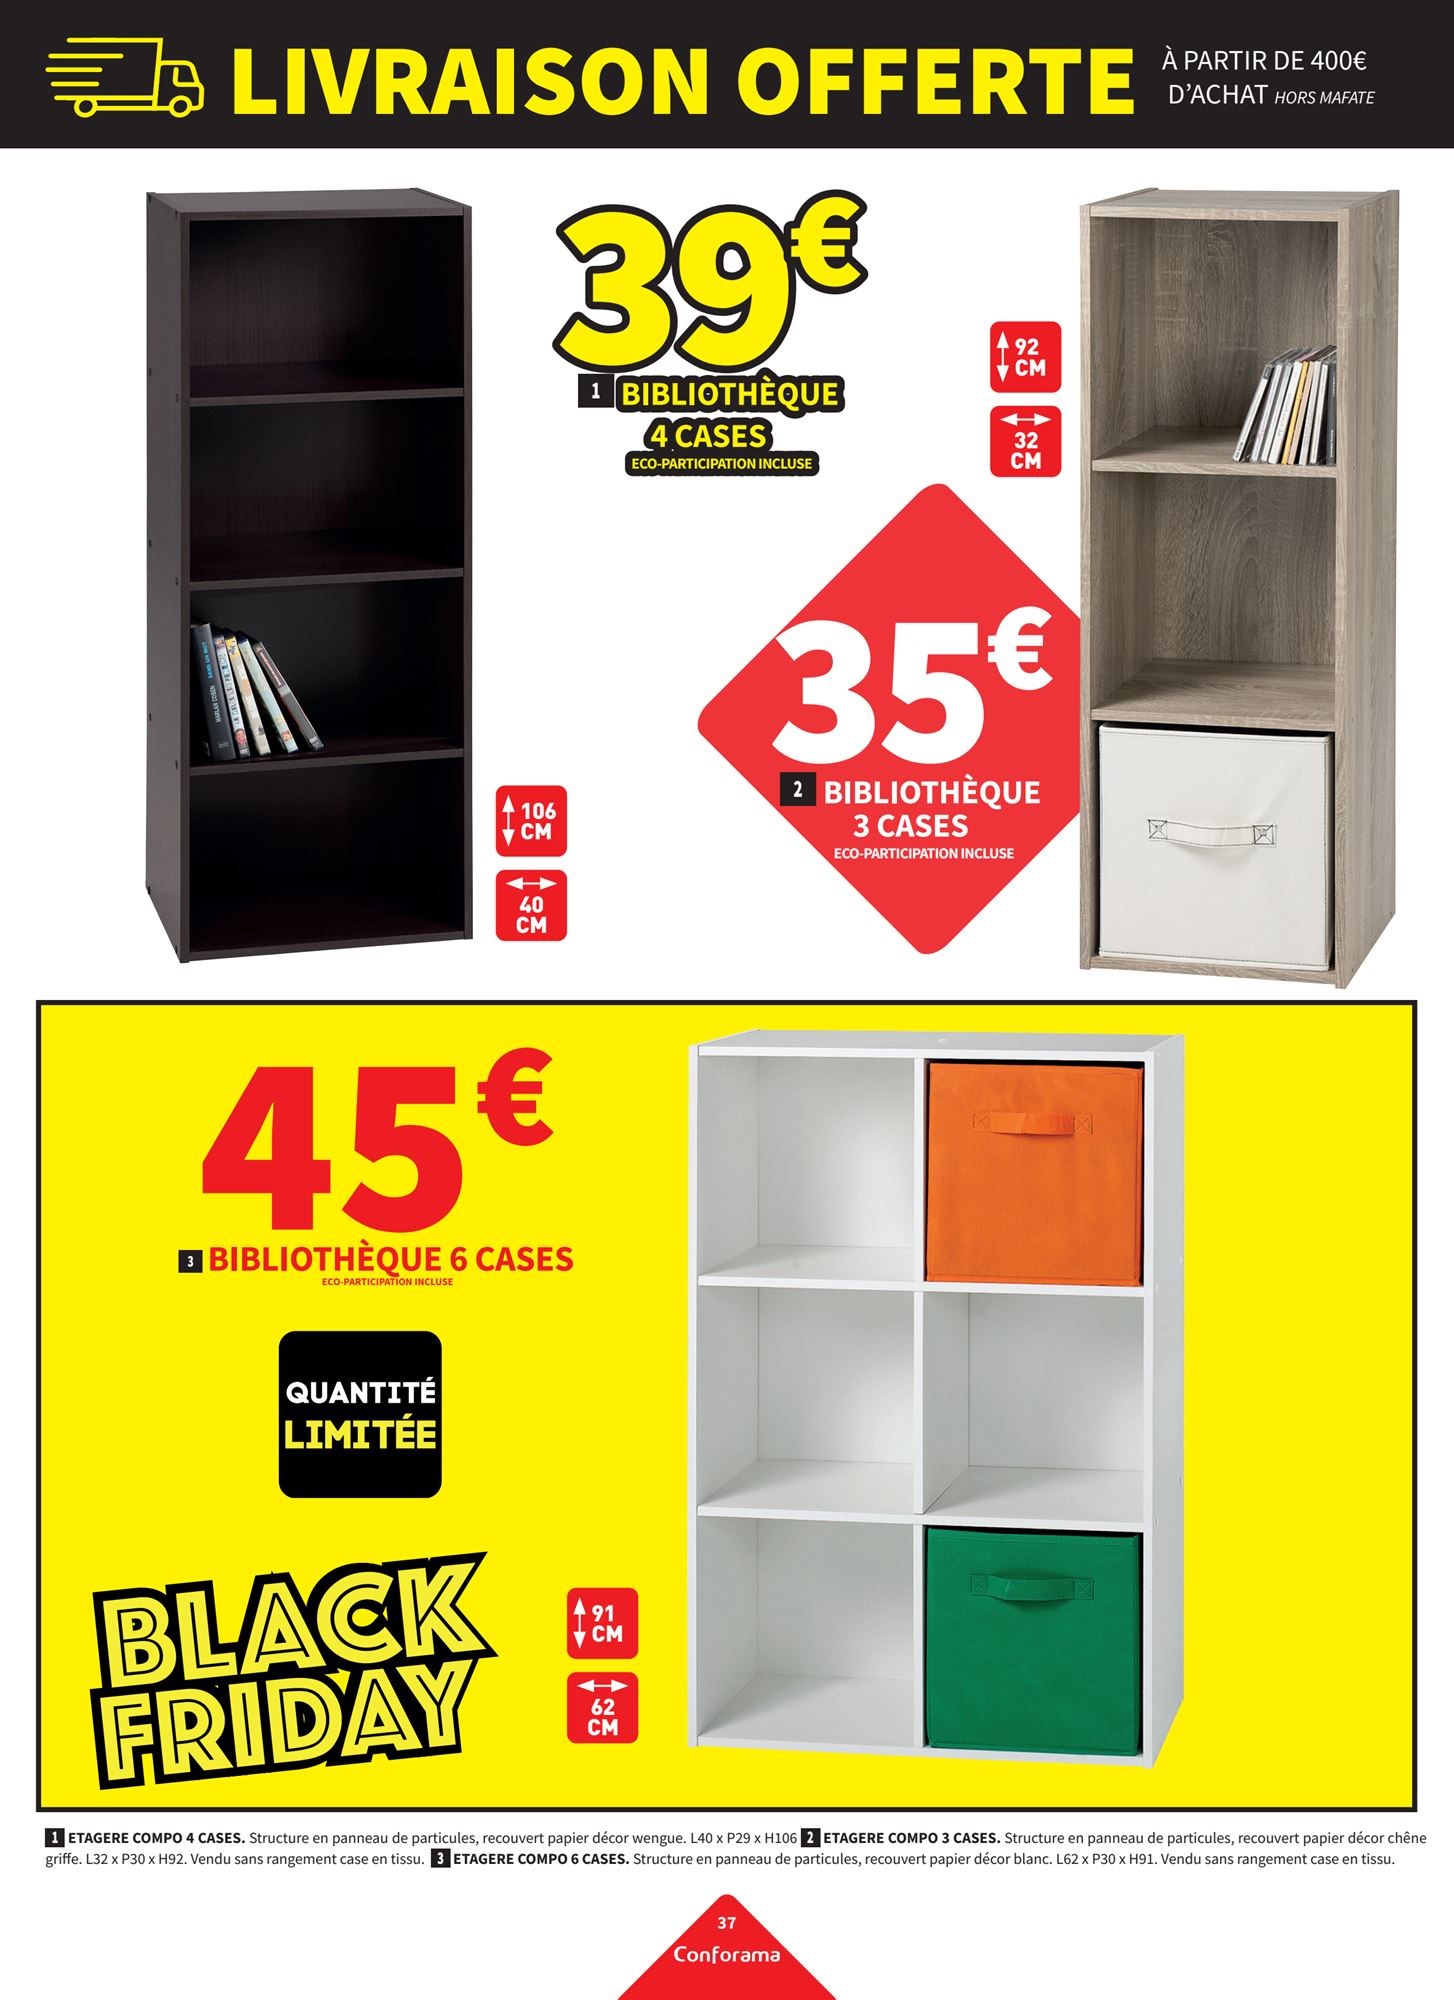 LIVRAISON OFFERTE
À PARTIR DE 400€
D'ACHAT HORS MAFATE
39€
1 BIBLIOTHÈQUE
4 CASES
ECO-PARTICIPATION INCLUSE
92
CM
32
CM
35€
2 BIBLIOTHÈQUE
3 CASES
ECO-PARTICIPATION INCLUSE
HARLAN COBEN
SANS UN MOT
106
CM
40
CM
45€
3 BIBLIOTHÈQUE 6 CASES
ECO-PARTICIPATION INCLUSE
QUANTITÉ
LIMITÉE
BLACK
FRIDAY
91
CM
62
CM
1 ETAGERE COMPO 4 CASES. Structure en panneau de particules, recouvert papier décor wengue. L40 x P29 x H106 2 ETAGERE COMPO 3 CASES. Structure en panneau de particules, recouvert papier décor chêne
griffe. L32 x P30 x H92. Vendu sans rangement case en tissu. 3 ETAGERE COMPO 6 CASES. Structure en panneau de particules, recouvert papier décor blanc. L62 x P30 x H91. Vendu sans rangement case en tissu.
37
Conforama